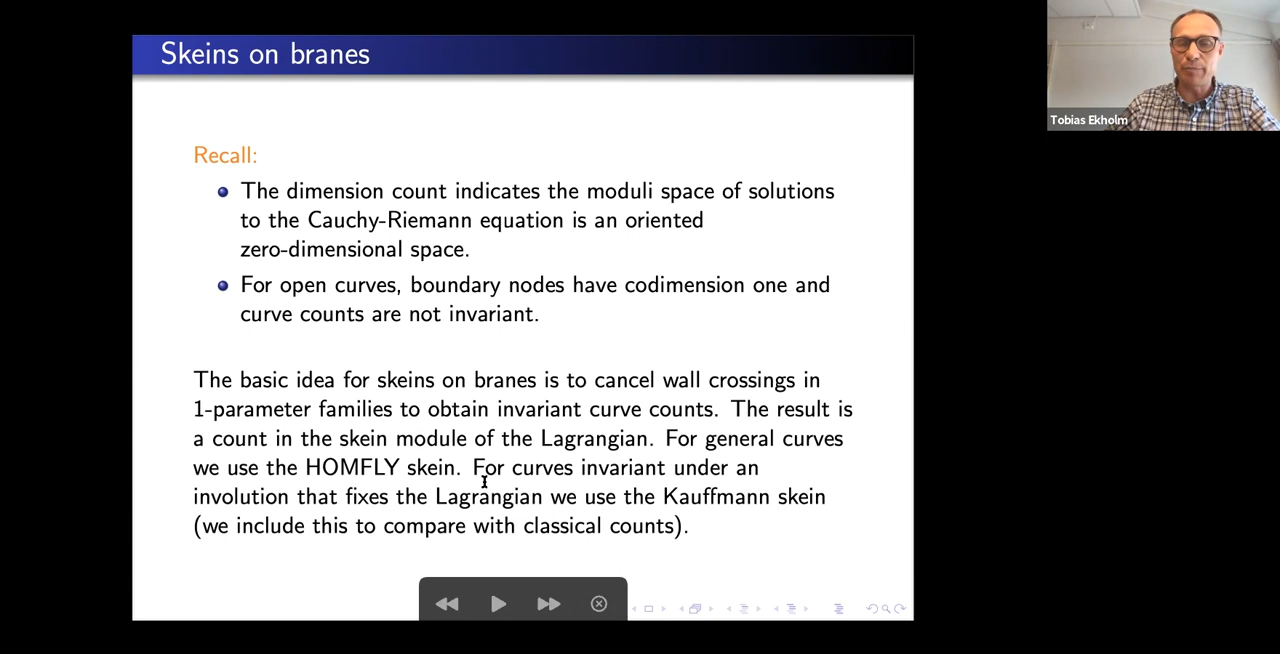 Skeins on branes
Tobias Ekholm
Recall:
The dimension count indicates the moduli space of solutions
to the Cauchy-Riemann equation is an oriented
zero-dimensional space.
For open curves, boundary nodes have codimension one and
curve counts are not invariant.
The basic idea for skeins on branes is to cancel wall crossings in
1-parameter families to obtain invariant curve counts. The result is
a count in the skein module of the Lagrangian. For general curves
we use the HOMFLY skein. For curves invariant under an
involution that fixes the Lagrangian we use the Kauffmann skein
(we include this to compare with classical counts).